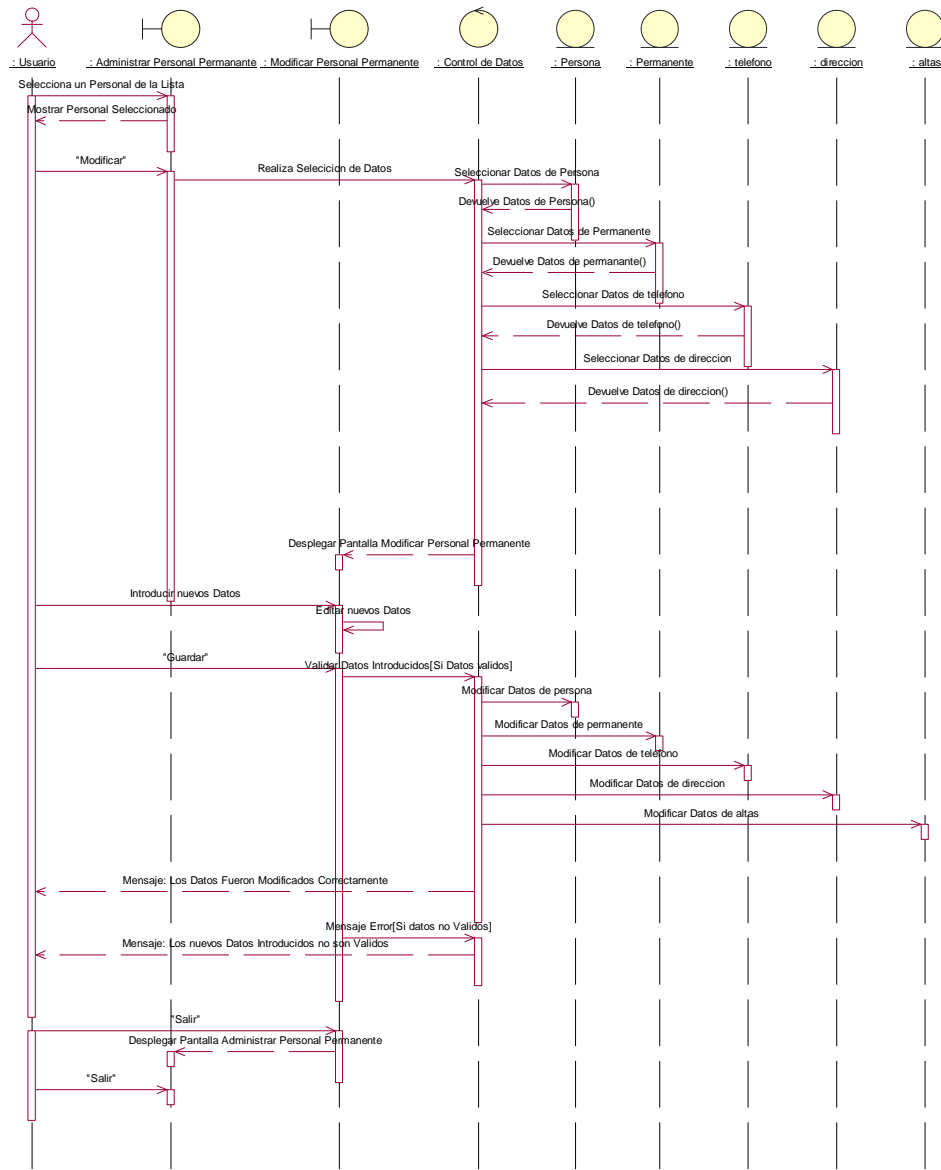 : Usuario
: Administrar Personal Permanante
: Modificar Personal Permanente
: Control de Datos
: Persona
: Permanente
: telefono
: direccion
: altas
Selecciona un Personal de la Lista
Mostrar Personal Seleccionado
"Modificar"
Realiza Selecicion de Datos
Seleccionar Datos de Persona
Devuelve Datos de Persona()
Seleccionar Datos de Permanente
Devuelve Datos de permanante()
Seleccionar Datos de telefono
Devuelve Datos de telefono()
Seleccionar Datos de direccion
Devuelve Datos de direccion()
Desplegar Pantalla Modificar Personal Permanente
Introducir nuevos Datos
Editar nuevos Datos
"Guardar"
Validar Datos Introducidos[Si Datos validos]
Modificar Datos de persona
Modificar Datos de permanente
Modificar Datos de telefono
Modificar Datos de direccion
Modificar Datos de altas
Mensaje: Los Datos Fueron Modificados Correctamente
Mensaje Error[Si datos no Validos]
Mensaje: Los nuevos Datos Introducidos no son Validos
"Salir"
Desplegar Pantalla Administrar Personal Permanente
"Salir"